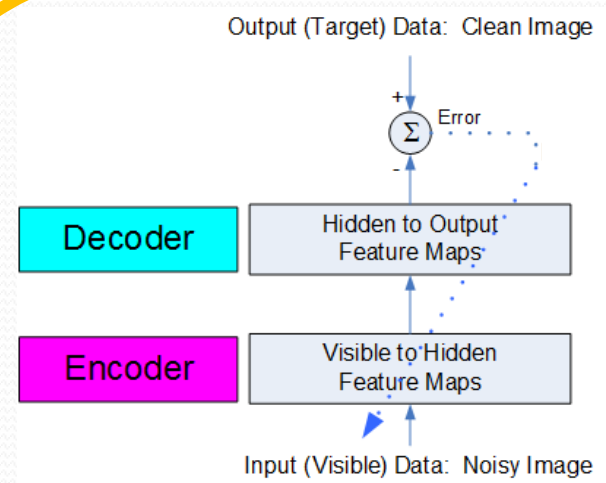 Output (Target) Data: Clean Image
+
Error
Σ
-
Decoder
Hidden to Output
Feature Maps
Encoder
Visible to Hidden
Feature Maps
Input (Visible) Data: Noisy Image